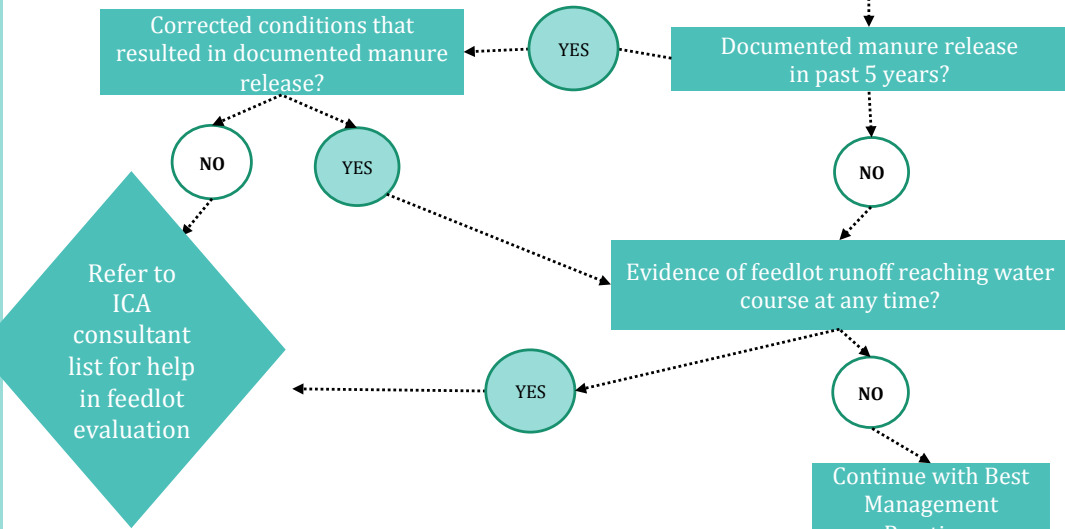 Corrected conditions that
resulted in documented manure
release?
YES
Documented manure release
in past 5 years?
NO
YES
NO
Refer to
ICA
consultant
list for help
in feedlot
evaluation
Evidence of feedlot runoff reaching water
course at any time?
YES
NO
Continue with Best
Management